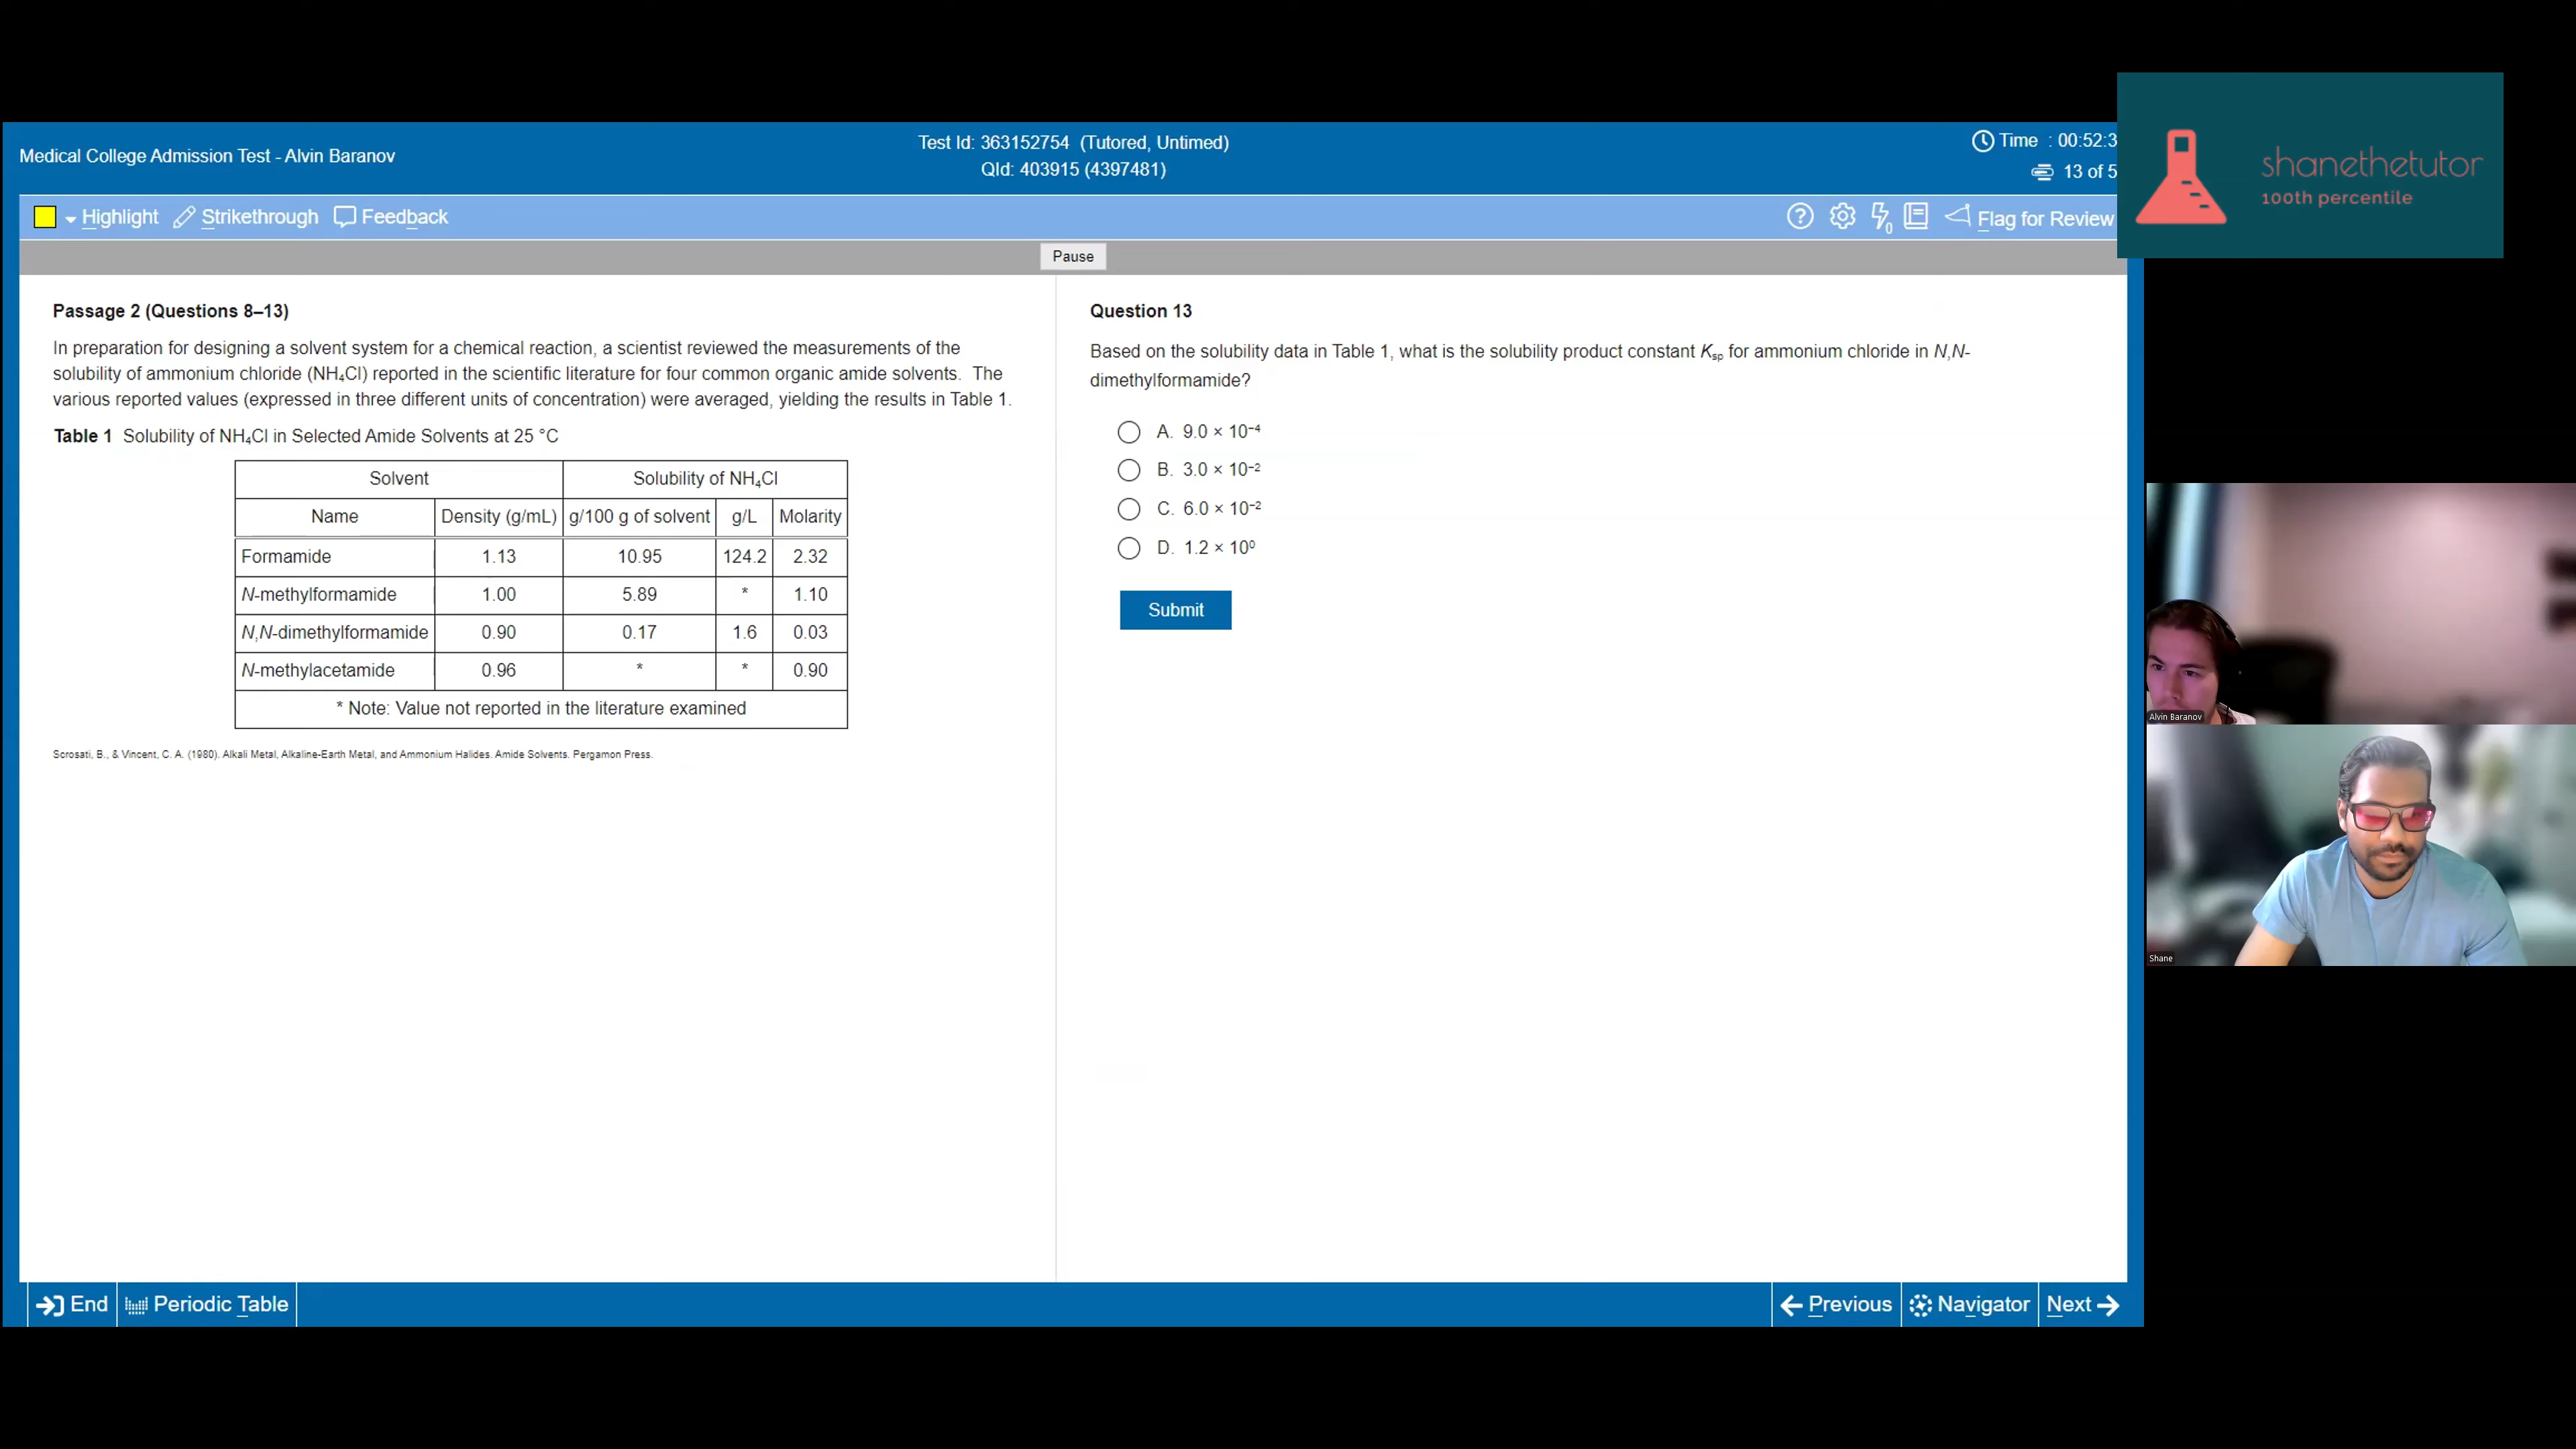 Medical College Admission Test - Alvin Baranov
Test Id: 363152754 (Tutored, Untimed)
QId: 403915 (4397481)
Time : 00:52:3
13 of 5
shanethetutor
100th percentile
Highlight
Strikethrough
Feedback
0
Flag for Review
Pause
Passage 2 (Questions 8–13)
In preparation for designing a solvent system for a chemical reaction, a scientist reviewed the measurements of the
solubility of ammonium chloride (NH₄Cl) reported in the scientific literature for four common organic amide solvents. The
various reported values (expressed in three different units of concentration) were averaged, yielding the results in Table 1.
Table 1 Solubility of NH₄Cl in Selected Amide Solvents at 25 °C
Solvent Solubility of NH₄Cl
Name Density (g/mL) g/100 g of solvent g/L Molarity
Formamide 1.13 10.95 124.2 2.32
N-methylformamide 1.00 5.89 * 1.10
N,N-dimethylformamide 0.90 0.17 1.6 0.03
N-methylacetamide 0.96 * * 0.90
* Note: Value not reported in the literature examined
Scrosati, B., & Vincent, C. A. (1980). Alkali Metal, Alkaline-Earth Metal, and Ammonium Halides. Amide Solvents. Pergamon Press.
Question 13
Based on the solubility data in Table 1, what is the solubility product constant Kₛₚ for ammonium chloride in N,N-
dimethylformamide?
A. 9.0 × 10⁻⁴
B. 3.0 × 10⁻²
C. 6.0 × 10⁻²
D. 1.2 × 10⁰
Submit
Alvin Baranov
Shane
End
Periodic Table
Previous
Navigator
Next